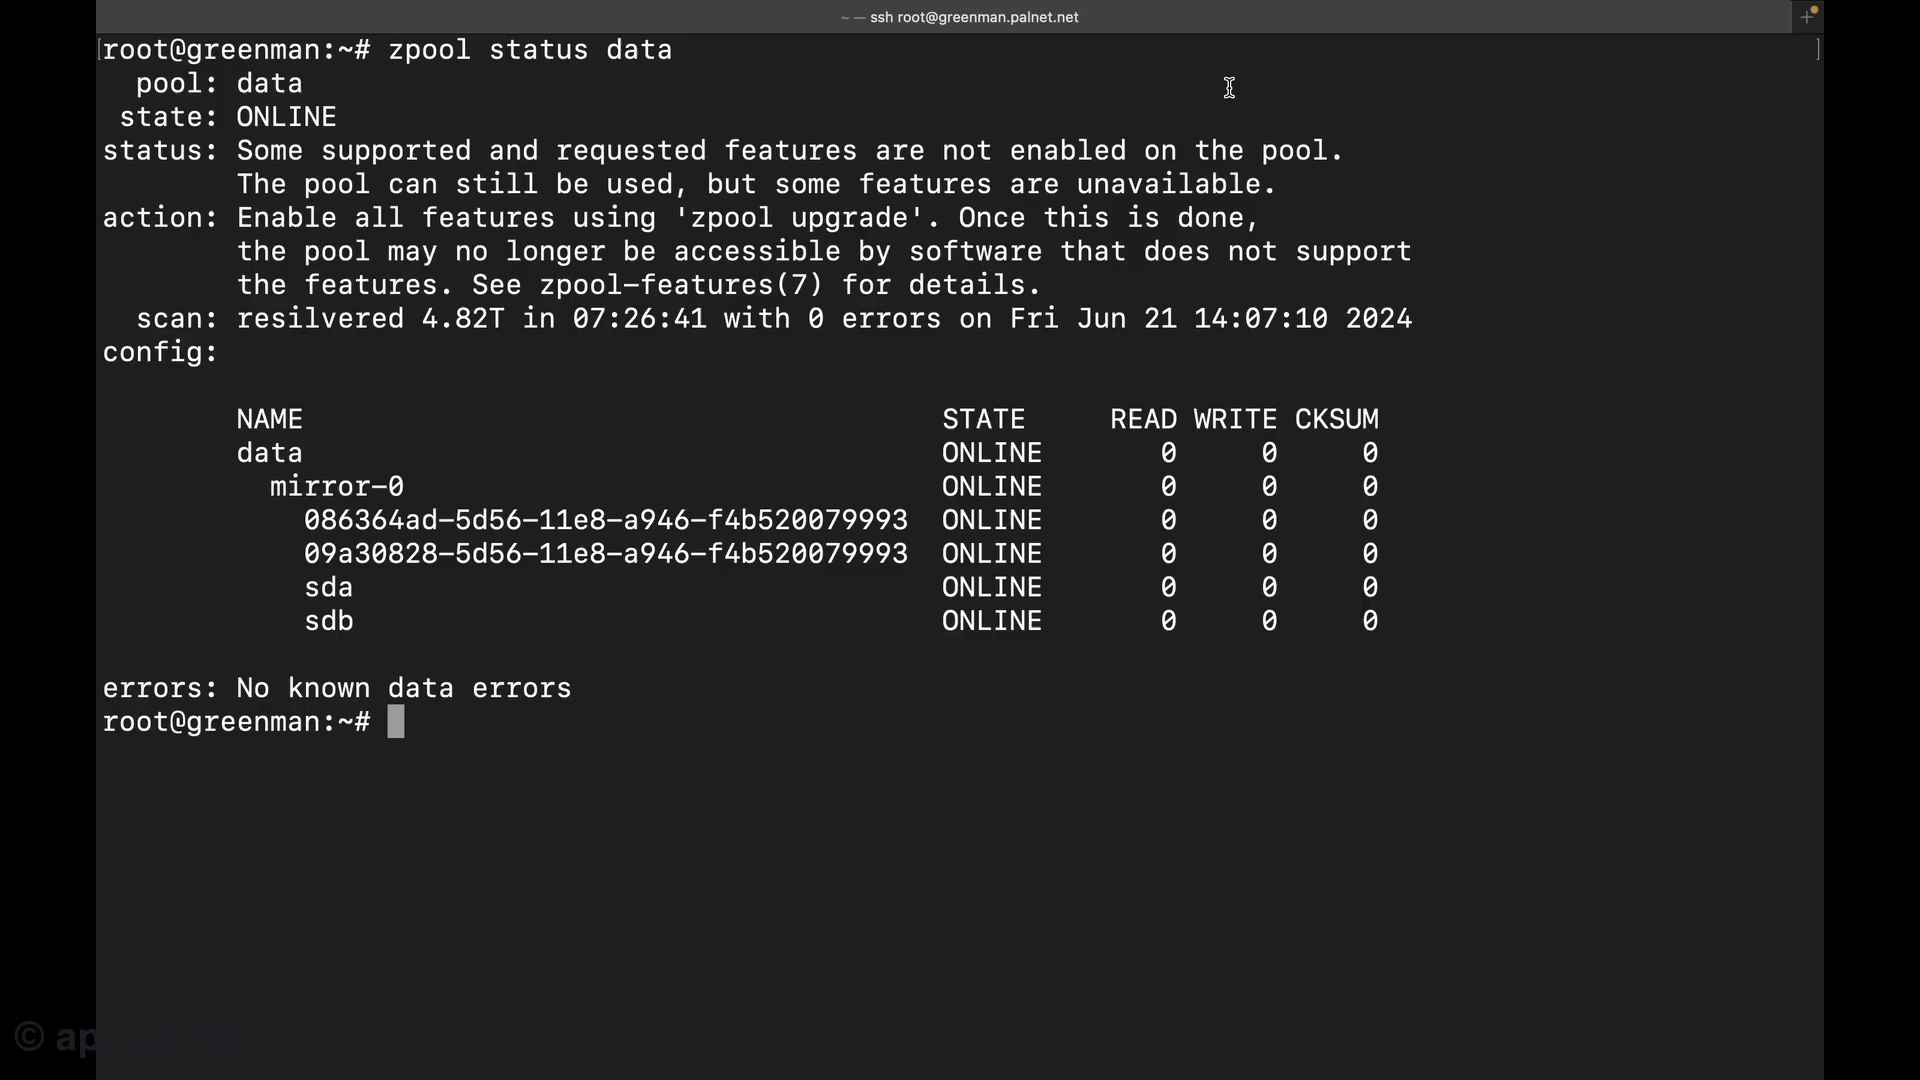 ~ — ssh root@greenman.palnet.net
root@greenman:~# zpool status data
  pool: data
 state: ONLINE
status: Some supported and requested features are not enabled on the pool.
        The pool can still be used, but some features are unavailable.
action: Enable all features using 'zpool upgrade'. Once this is done,
        the pool may no longer be accessible by software that does not support
        the features. See zpool-features(7) for details.
  scan: resilvered 4.82T in 07:26:41 with 0 errors on Fri Jun 21 14:07:10 2024
config:

        NAME                                      STATE     READ WRITE CKSUM
        data                                      ONLINE       0     0     0
          mirror-0                                ONLINE       0     0     0
            086364ad-5d56-11e8-a946-f4b520079993  ONLINE       0     0     0
            09a30828-5d56-11e8-a946-f4b520079993  ONLINE       0     0     0
            sda                                   ONLINE       0     0     0
            sdb                                   ONLINE       0     0     0

errors: No known data errors
root@greenman:~#